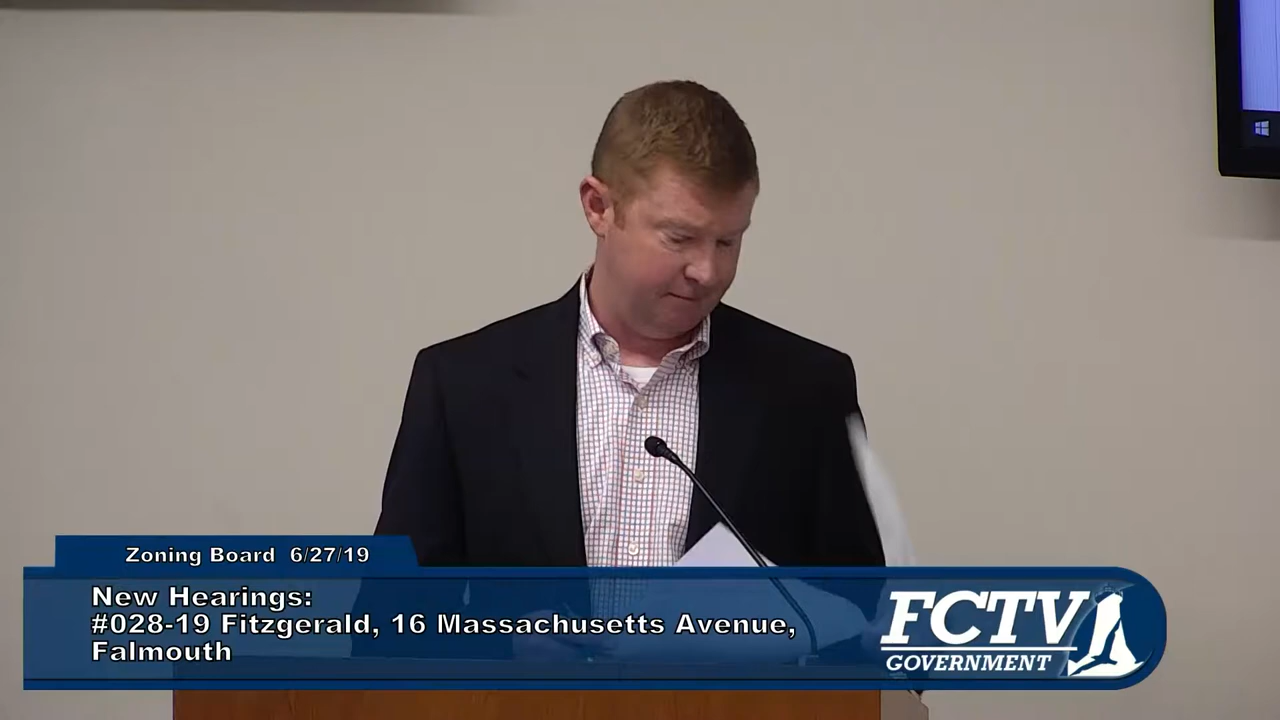 Zoning Board 6/27/19
New Hearings:
#028-19 Fitzgerald, 16 Massachusetts Avenue,
Falmouth
FCTV
GOVERNMENT